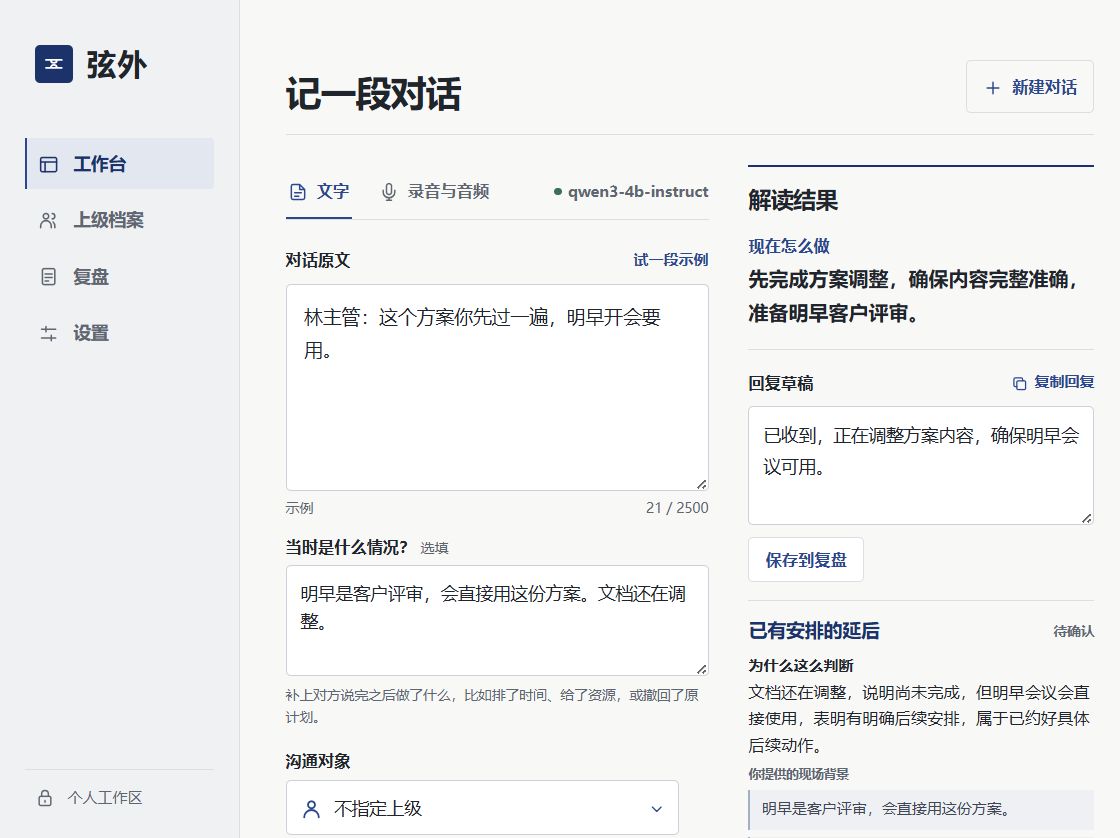 弦外
工作台
上级档案
复盘
设置
个人工作区
记一段对话
新建对话
文字
录音与音频
qwen3-4b-instruct
对话原文
试一段示例
林主管：这个方案你先过一遍，明早开会要
用。
示例
21 / 2500
当时是什么情况？ 选填
明早是客户评审，会直接用这份方案。文档还在调
整。
补上对方说完之后做了什么，比如排了时间、给了资源，或撤回了原
计划。
沟通对象
不指定上级
解读结果
现在怎么做
先完成方案调整，确保内容完整准确，
准备明早客户评审。
回复草稿
复制回复
已收到，正在调整方案内容，确保明早会
议可用。
保存到复盘
已有安排的延后
待确认
为什么这么判断
文档还在调整，说明尚未完成，但明早会议会直
接使用，表明有明确后续安排，属于已约好具体
后续动作。
你提供的现场背景
明早是客户评审，会直接用这份方案。